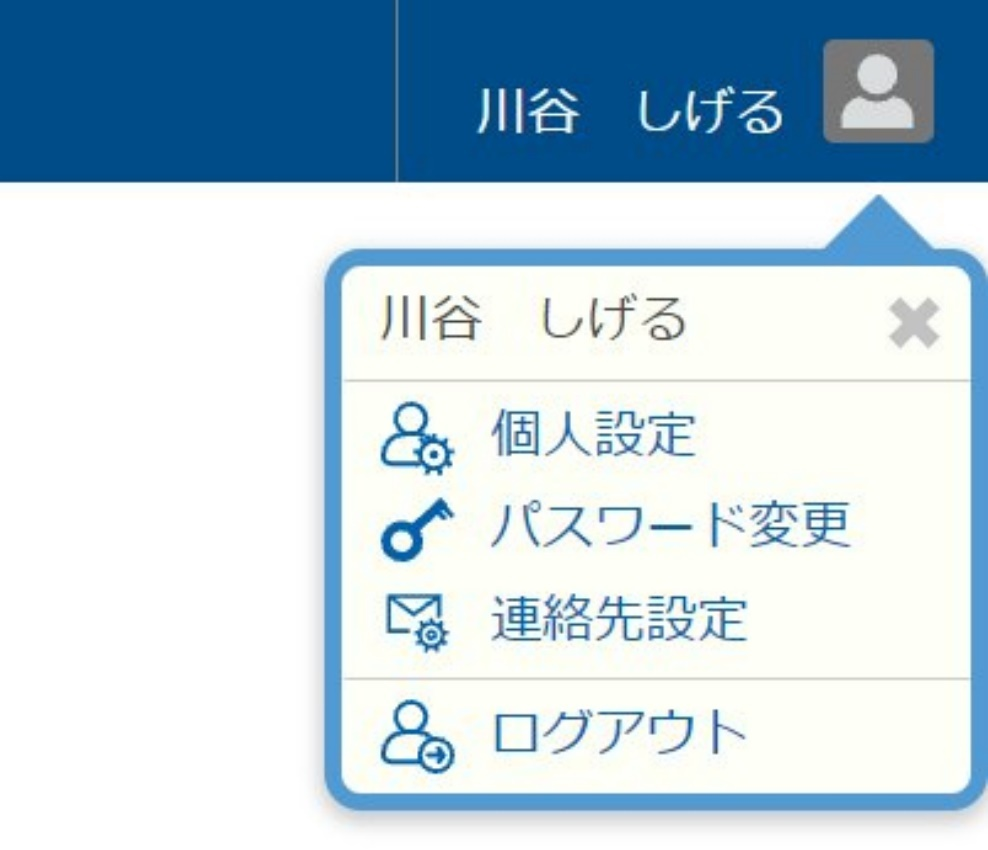 川谷　しげる
川谷　しげる
個人設定
パスワード変更
連絡先設定
ログアウト